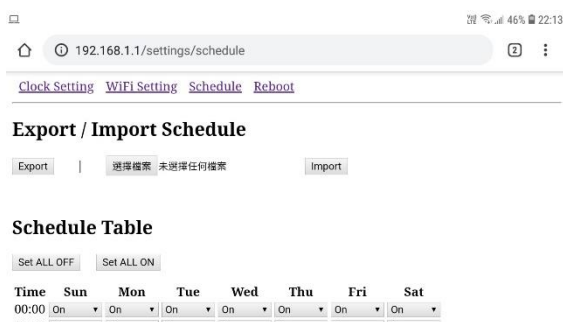 46% 22:13
192.168.1.1/settings/schedule 2
Clock Setting WiFi Setting Schedule Reboot
Export / Import Schedule
Export | 選擇檔案 未選擇任何檔案 Import
Schedule Table
Set ALL OFF Set ALL ON
Time Sun Mon Tue Wed Thu Fri Sat
00:00 On On On On On On On